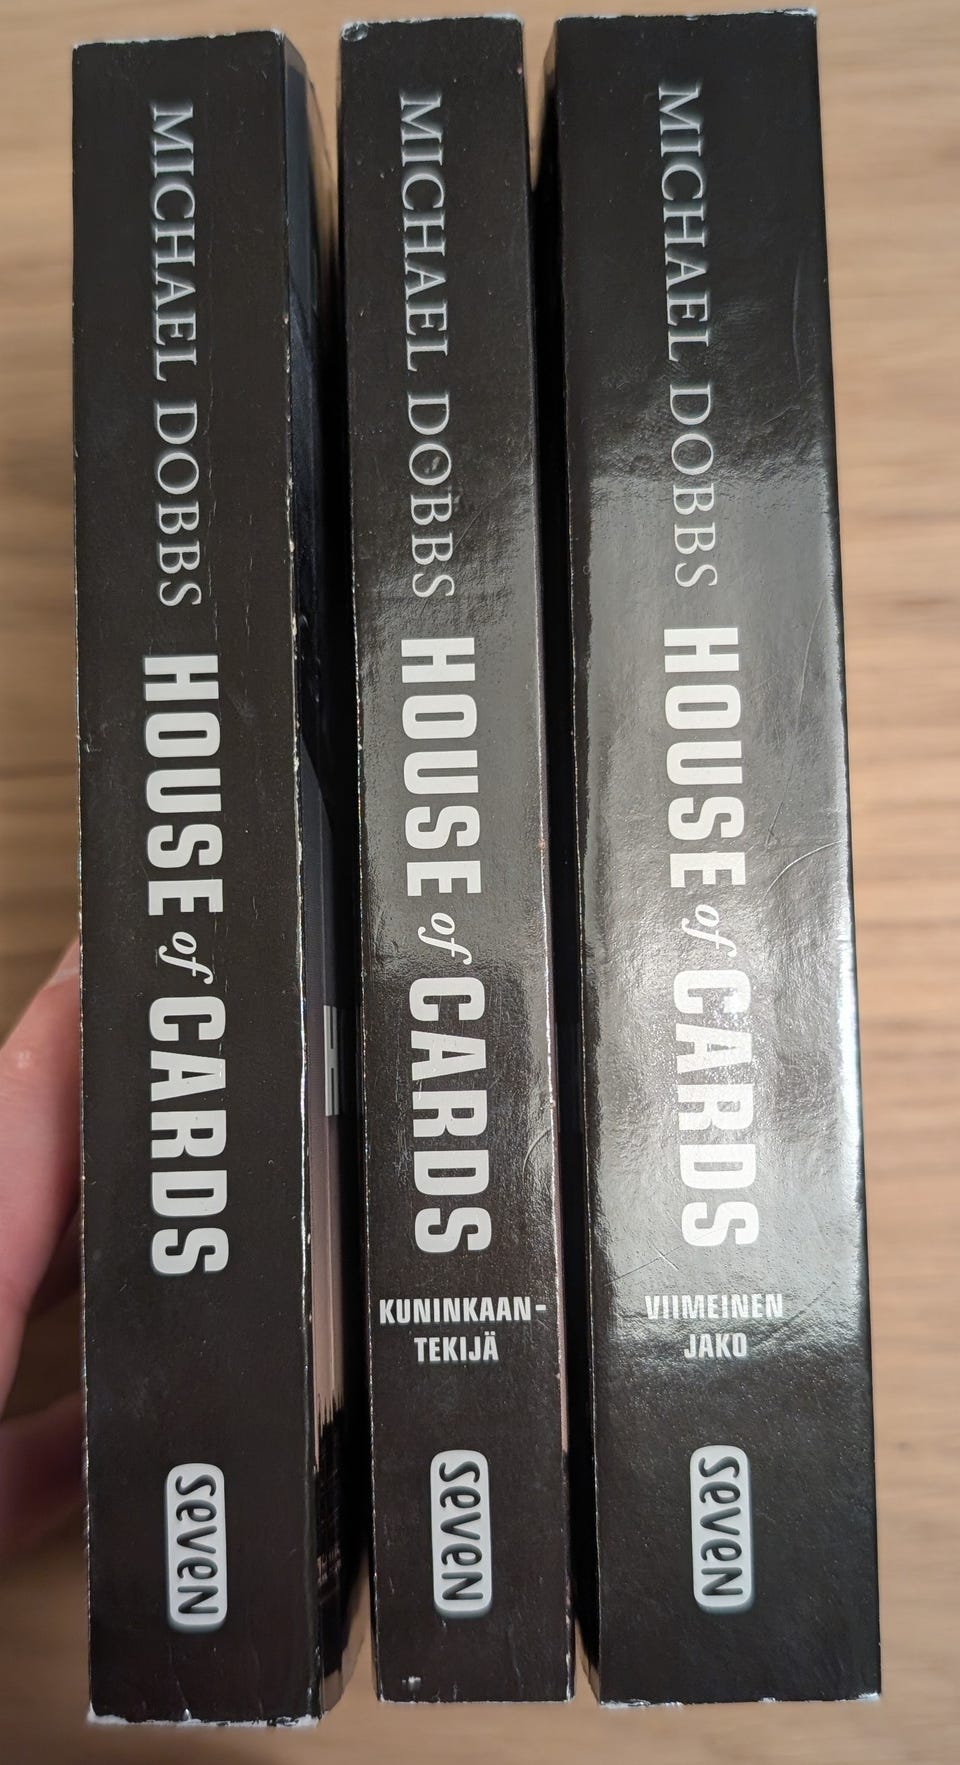 MICHAEL DOBBS HOUSE of CARDS
seven
MICHAEL DOBBS HOUSE of CARDS
KUNINKAAN-
TEKIJÄ
seven
MICHAEL DOBBS HOUSE of CARDS
VIIMEINEN
JAKO
seven